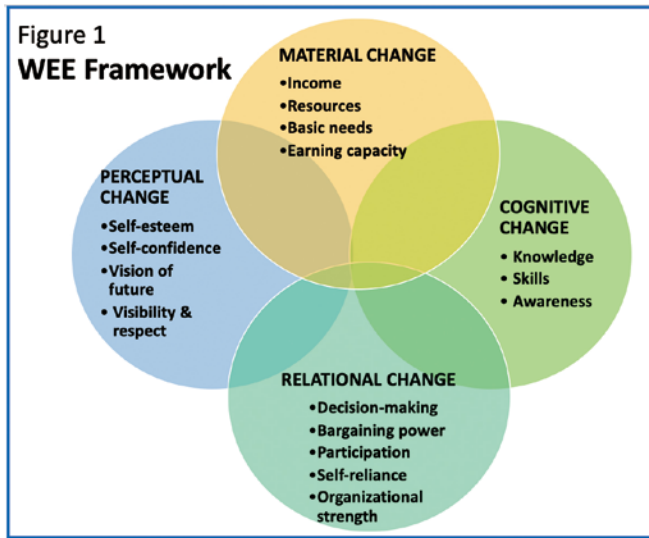 Figure 1
WEE Framework
MATERIAL CHANGE
•Income
•Resources
•Basic needs
•Earning capacity
PERCEPTUAL
CHANGE
•Self-esteem
•Self-confidence
•Vision of
future
• Visibility &
respect
COGNITIVE
CHANGE
• Knowledge
• Skills
• Awareness
RELATIONAL CHANGE
•Decision-making
•Bargaining power
•Participation
•Self-reliance
•Organizational
strength